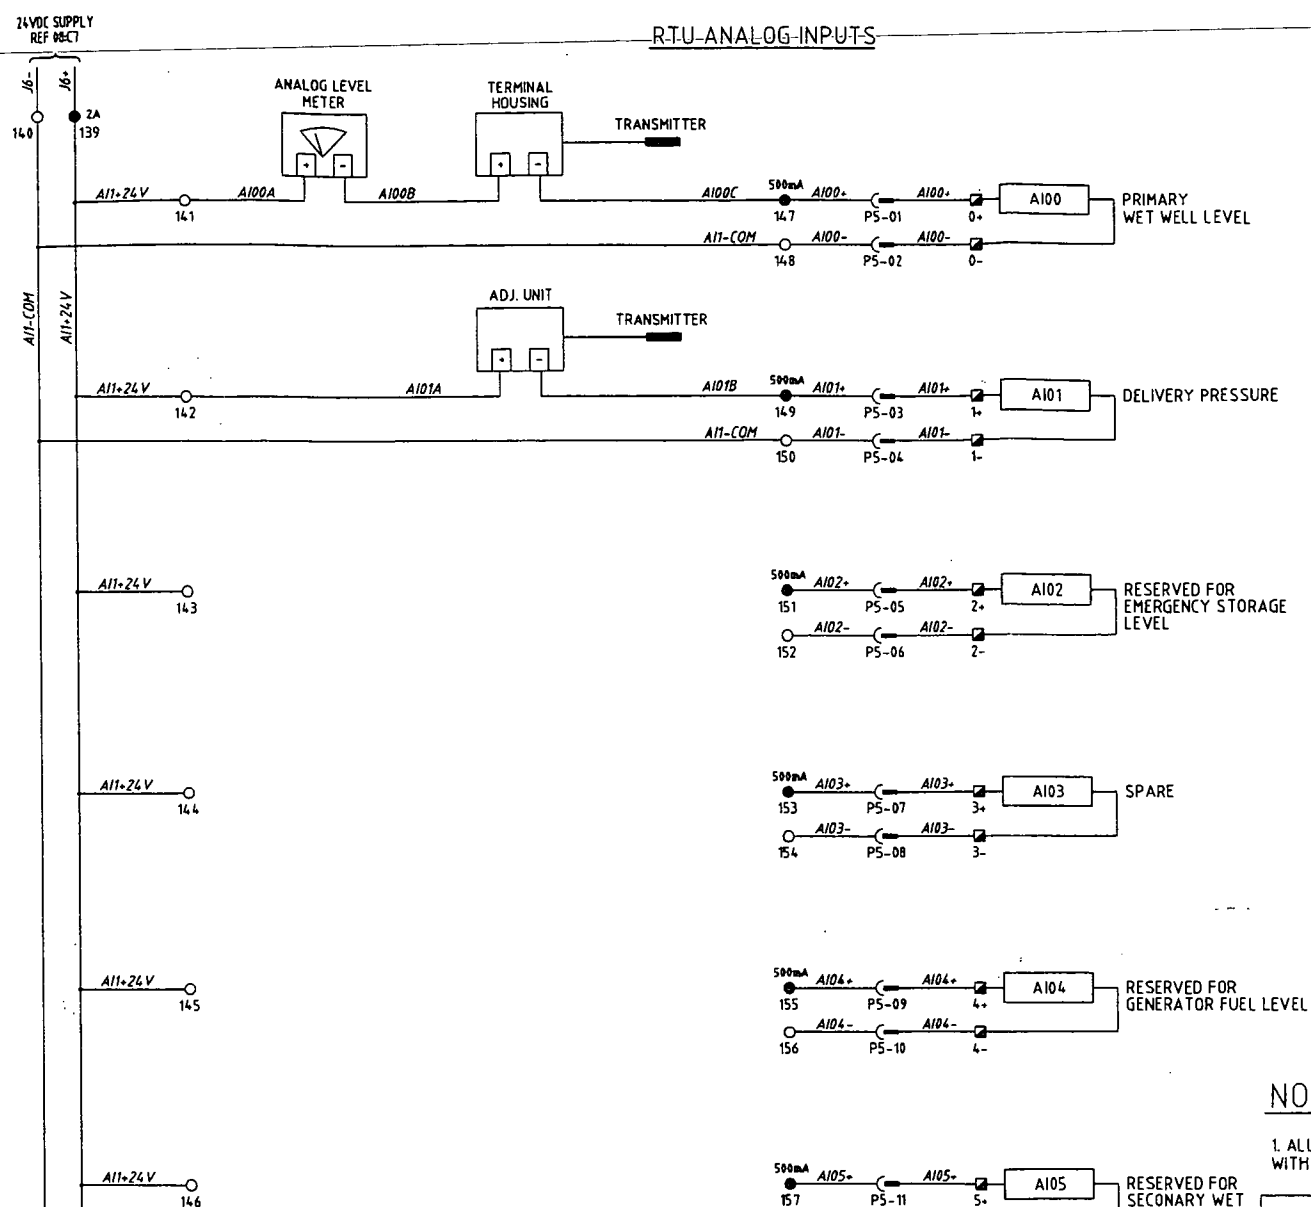 24VDC SUPPLY
REF 08-C7
RTU ANALOG INPUTS
J6-
J6+
140
2A
139
ANALOG LEVEL
METER
+ -
TERMINAL
HOUSING
+ -
TRANSMITTER
AI1+24V
141
AI00A
AI00B
AI00C
500mA
147
AI00+
P5-01
AI00+
0+
AI00
PRIMARY
WET WELL LEVEL
AI1-COM
148
AI00-
P5-02
AI00-
0-
AI1-COM
AI1+24V
ADJ. UNIT
+ -
TRANSMITTER
AI1+24V
142
AI01A
AI01B
500mA
149
AI01+
P5-03
AI01+
1+
AI01
DELIVERY PRESSURE
AI1-COM
150
AI01-
P5-04
AI01-
1-
AI1+24V
143
500mA
151
AI02+
P5-05
AI02+
2+
AI02
RESERVED FOR
EMERGENCY STORAGE
LEVEL
152
AI02-
P5-06
AI02-
2-
AI1+24V
144
500mA
153
AI03+
P5-07
AI03+
3+
AI03
SPARE
154
AI03-
P5-08
AI03-
3-
AI1+24V
145
500mA
155
AI04+
P5-09
AI04+
4+
AI04
RESERVED FOR
GENERATOR FUEL LEVEL
156
AI04-
P5-10
AI04-
4-
NO
1. ALL
WITH
AI1+24V
146
500mA
157
AI05+
P5-11
AI05+
5+
AI05
RESERVED FOR
SECONARY WET